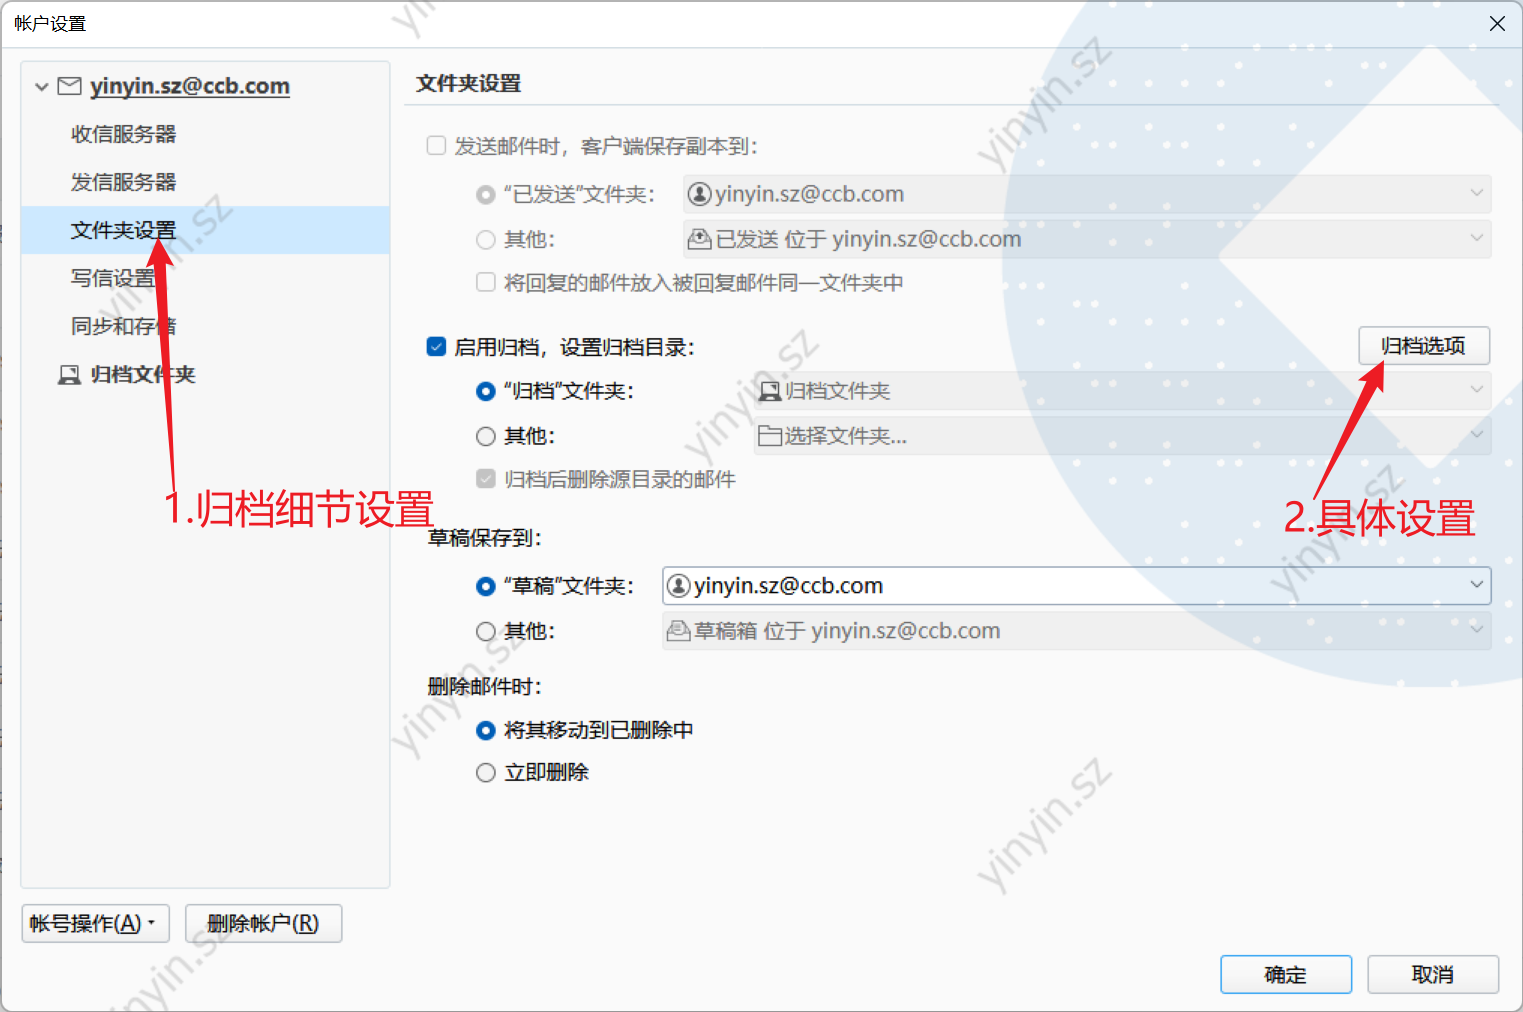 帐户设置
yinyin.sz@ccb.com
收信服务器
发信服务器
文件夹设置
写信设置
同步和存储
归档文件夹
1.归档细节设置
帐号操作(A)
删除帐户(R)
文件夹设置
发送邮件时，客户端保存副本到：
“已发送”文件夹：
yinyin.sz@ccb.com
其他：
已发送 位于 yinyin.sz@ccb.com
将回复的邮件放入被回复邮件同一文件夹中
启用归档，设置归档目录：
归档选项
“归档”文件夹：
归档文件夹
其他：
选择文件夹...
归档后删除源目录的邮件
2.具体设置
草稿保存到：
“草稿”文件夹：
yinyin.sz@ccb.com
其他：
草稿箱 位于 yinyin.sz@ccb.com
删除邮件时：
将其移动到已删除中
立即删除
确定
取消
yinyin.sz
yinyin.sz
yinyin.sz
yinyin.sz
yinyin.sz
yinyin.sz
yinyin.sz